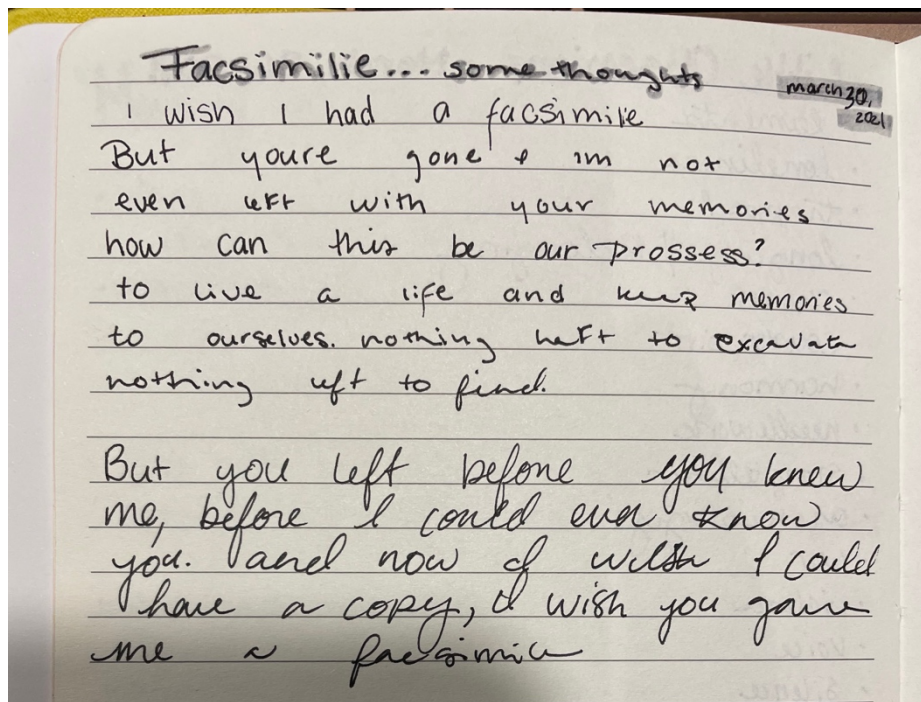 Facsimilie... some thoughts
march 30,
2021
i wish I had a facsimile
But youre gone & im not
even left with your memories
how can this be our prossess?
to live a life and keep memories
to ourselves. nothing left to excavate
nothing left to find.
But you left before you knew
me, before I could ever know
you. and now I wish I could
have a copy, I wish you gave
me a facsimile